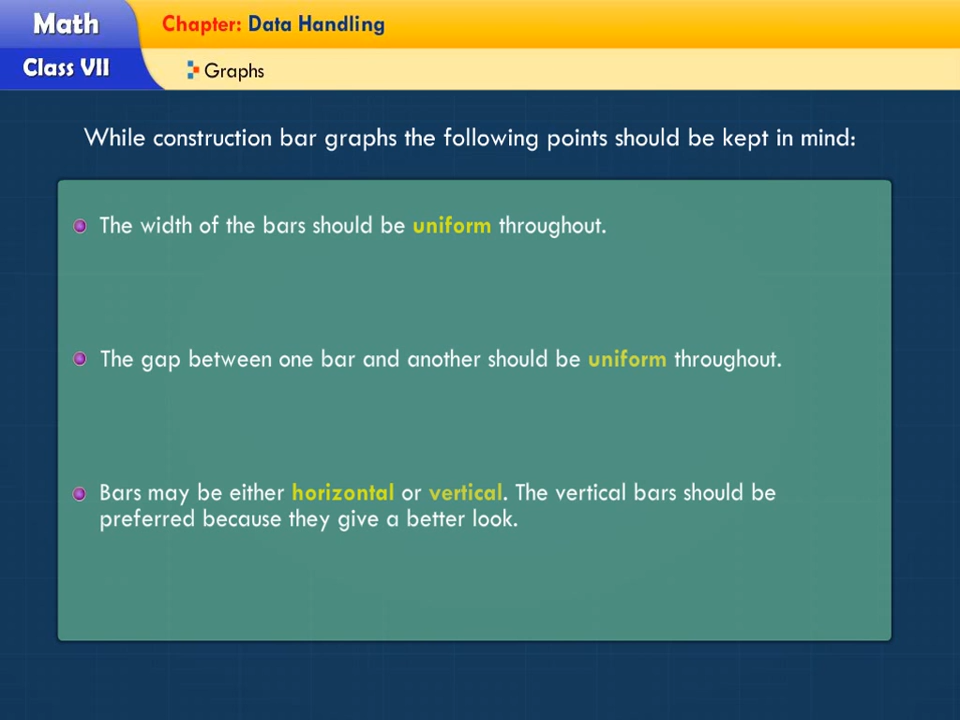 Math
Chapter: Data Handling
Class VII
Graphs
While construction bar graphs the following points should be kept in mind:
The width of the bars should be uniform throughout.
The gap between one bar and another should be uniform throughout.
Bars may be either horizontal or vertical. The vertical bars should be
preferred because they give a better look.